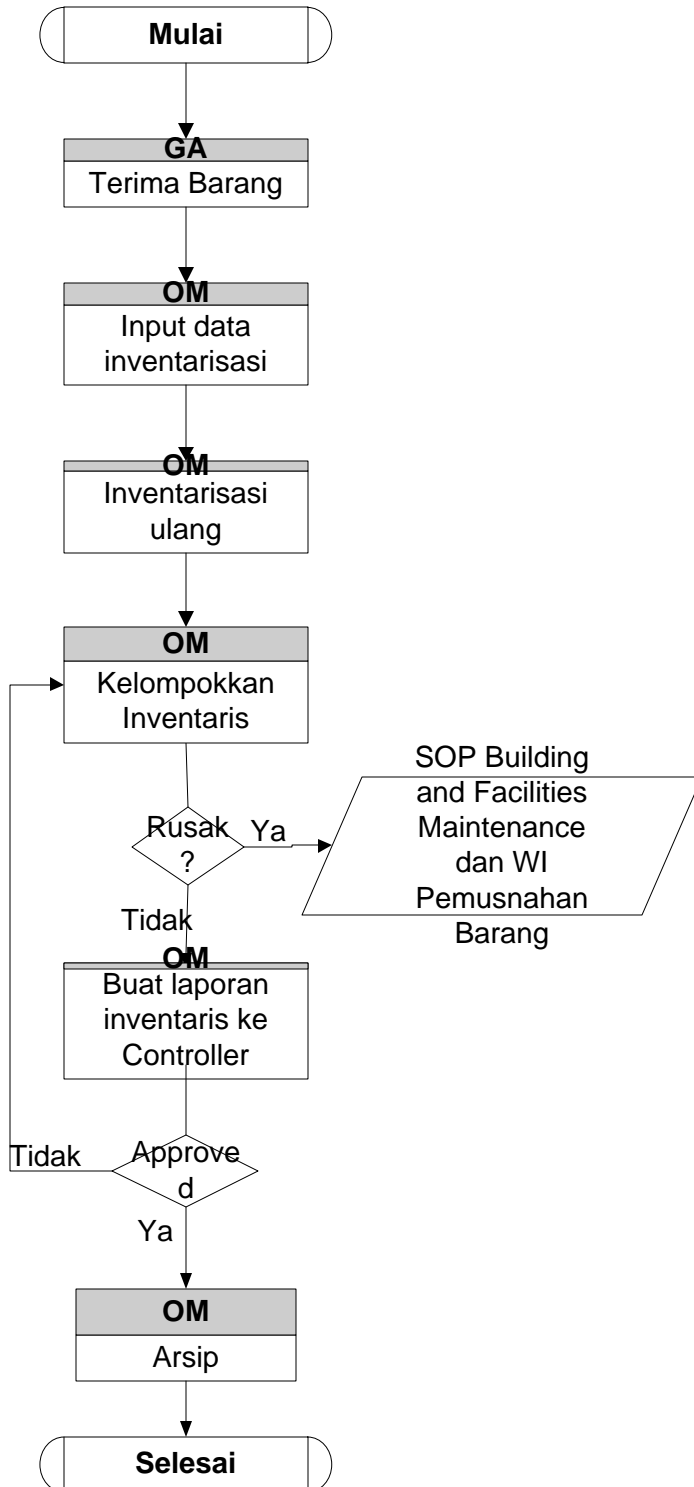 Mulai
GA
Terima Barang
OM
Input data
inventarisasi
OM
Inventarisasi
ulang
OM
Kelompokkan
Inventaris
SOP Building
and Facilities
Maintenance
dan WI
Pemusnahan
Barang
Rusak
?
Ya
Tidak
OM
Buat laporan
inventaris ke
Controller
Approve
d
Tidak
Ya
OM
Arsip
Selesai